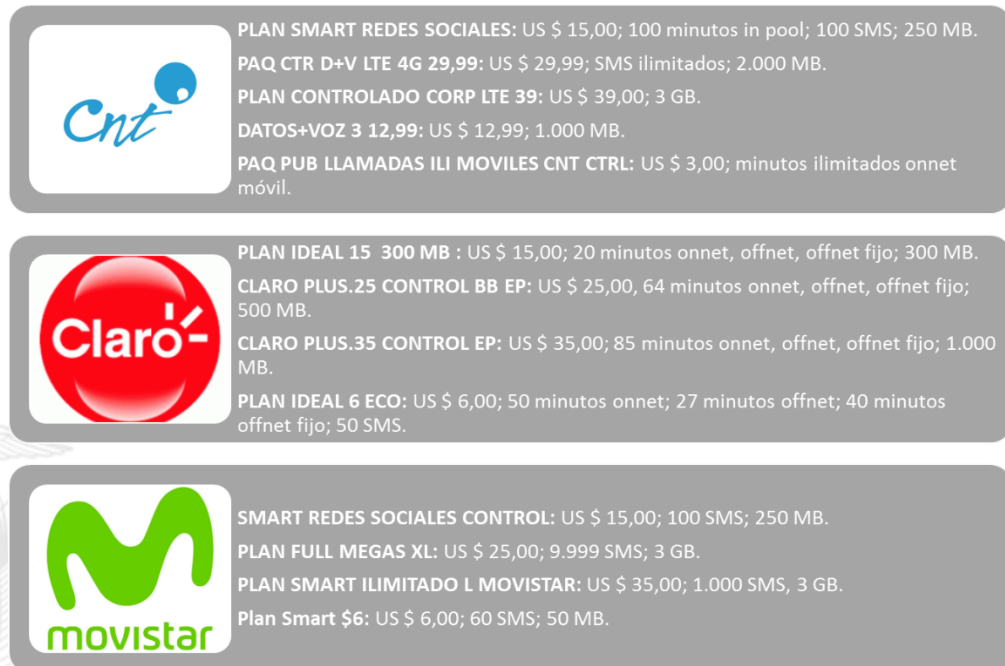 Cnt
PLAN SMART REDES SOCIALES: US $ 15,00; 100 minutos in pool; 100 SMS; 250 MB.
PAQ CTR D+V LTE 4G 29,99: US $ 29,99; SMS ilimitados; 2.000 MB.
PLAN CONTROLADO CORP LTE 39: US $ 39,00; 3 GB.
DATOS+VOZ 3 12,99: US $ 12,99; 1.000 MB.
PAQ PUB LLAMADAS ILI MOVILES CNT CTRL: US $ 3,00; minutos ilimitados onnet
móvil.
Claro
PLAN IDEAL 15 300 MB : US $ 15,00; 20 minutos onnet, offnet, offnet fijo; 300 MB.
CLARO PLUS.25 CONTROL BB EP: US $ 25,00, 64 minutos onnet, offnet, offnet fijo;
500 MB.
CLARO PLUS.35 CONTROL EP: US $ 35,00; 85 minutos onnet, offnet, offnet fijo; 1.000
MB.
PLAN IDEAL 6 ECO: US $ 6,00; 50 minutos onnet; 27 minutos offnet; 40 minutos
offnet fijo; 50 SMS.
movistar
SMART REDES SOCIALES CONTROL: US $ 15,00; 100 SMS; 250 MB.
PLAN FULL MEGAS XL: US $ 25,00; 9.999 SMS; 3 GB.
PLAN SMART ILIMITADO L MOVISTAR: US $ 35,00; 1.000 SMS, 3 GB.
Plan Smart $6: US $ 6,00; 60 SMS; 50 MB.